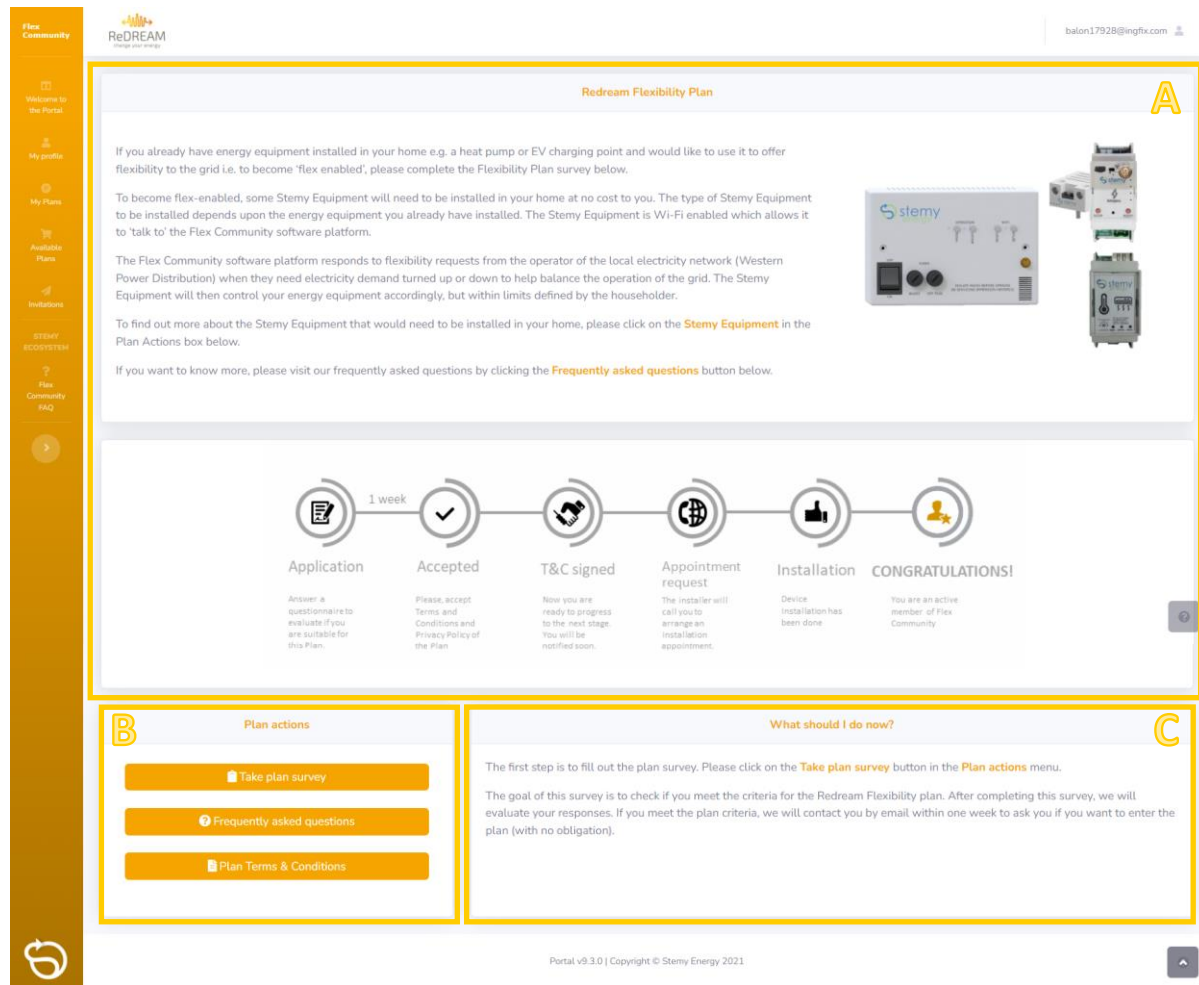 Flex
Community
ReDREAM
change your energy
balon17928@ingfix.com
Welcome to
the Portal
My profile
My Plans
Available
Plans
Invitations
STEMY
ECOSYSTEM
Flex
Community
FAQ
Redream Flexibility Plan
A
If you already have energy equipment installed in your home e.g. a heat pump or EV charging point and would like to use it to offer
flexibility to the grid i.e. to become 'flex enabled', please complete the Flexibility Plan survey below.
To become flex-enabled, some Stemy Equipment will need to be installed in your home at no cost to you. The type of Stemy Equipment
to be installed depends upon the energy equipment you already have installed. The Stemy Equipment is Wi-Fi enabled which allows it
to 'talk to' the Flex Community software platform.
The Flex Community software platform responds to flexibility requests from the operator of the local electricity network (Western
Power Distribution) when they need electricity demand turned up or down to help balance the operation of the grid. The Stemy
Equipment will then control your energy equipment accordingly, but within limits defined by the householder.
To find out more about the Stemy Equipment that would need to be installed in your home, please click on the Stemy Equipment in the
Plan Actions box below.
If you want to know more, please visit our frequently asked questions by clicking the Frequently asked questions button below.
stemy
stemy
stemy
1 week
Application
Answer a
questionnaire to
evaluate if you
are suitable for
this Plan.
Accepted
Please, accept
Terms and
Conditions and
Privacy Policy of
the Plan
T&C signed
Now you are
ready to progress
to the next stage.
You will be
notified soon.
Appointment
request
The installer will
call you to
arrange an
installation
appointment
Installation
Device
Installation has
been done
CONGRATULATIONS!
You are an active
member of Flex
Community
B
Plan actions
Take plan survey
Frequently asked questions
Plan Terms & Conditions
What should I do now?
C
The first step is to fill out the plan survey. Please click on the Take plan survey button in the Plan actions menu.
The goal of this survey is to check if you meet the criteria for the Redream Flexibility plan. After completing this survey, we will
evaluate your responses. If you meet the plan criteria, we will contact you by email within one week to ask you if you want to enter the
plan (with no obligation).
Portal v9.3.0 | Copyright © Stemy Energy 2021